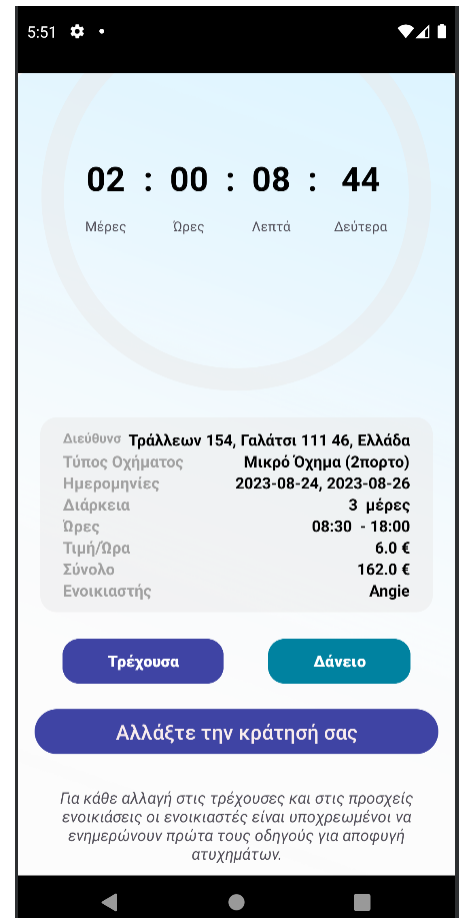 5:51
02 : 00 : 08 : 44
Μέρες Ώρες Λεπτά Δεύτερα
Διεύθυνσ Τράλλεων 154, Γαλάτσι 111 46, Ελλάδα
Τύπος Οχήματος Μικρό Όχημα (2πορτο)
Ημερομηνίες 2023-08-24, 2023-08-26
Διάρκεια 3 μέρες
Ώρες 08:30 - 18:00
Τιμή/Ώρα 6.0 €
Σύνολο 162.0 €
Ενοικιαστής Angie
Τρέχουσα Δάνειο
Αλλάξτε την κράτησή σας
Για κάθε αλλαγή στις τρέχουσες και στις προσχείς
ενοικιάσεις οι ενοικιαστές είναι υποχρεωμένοι να
ενημερώνουν πρώτα τους οδηγούς για αποφυγή
ατυχημάτων.